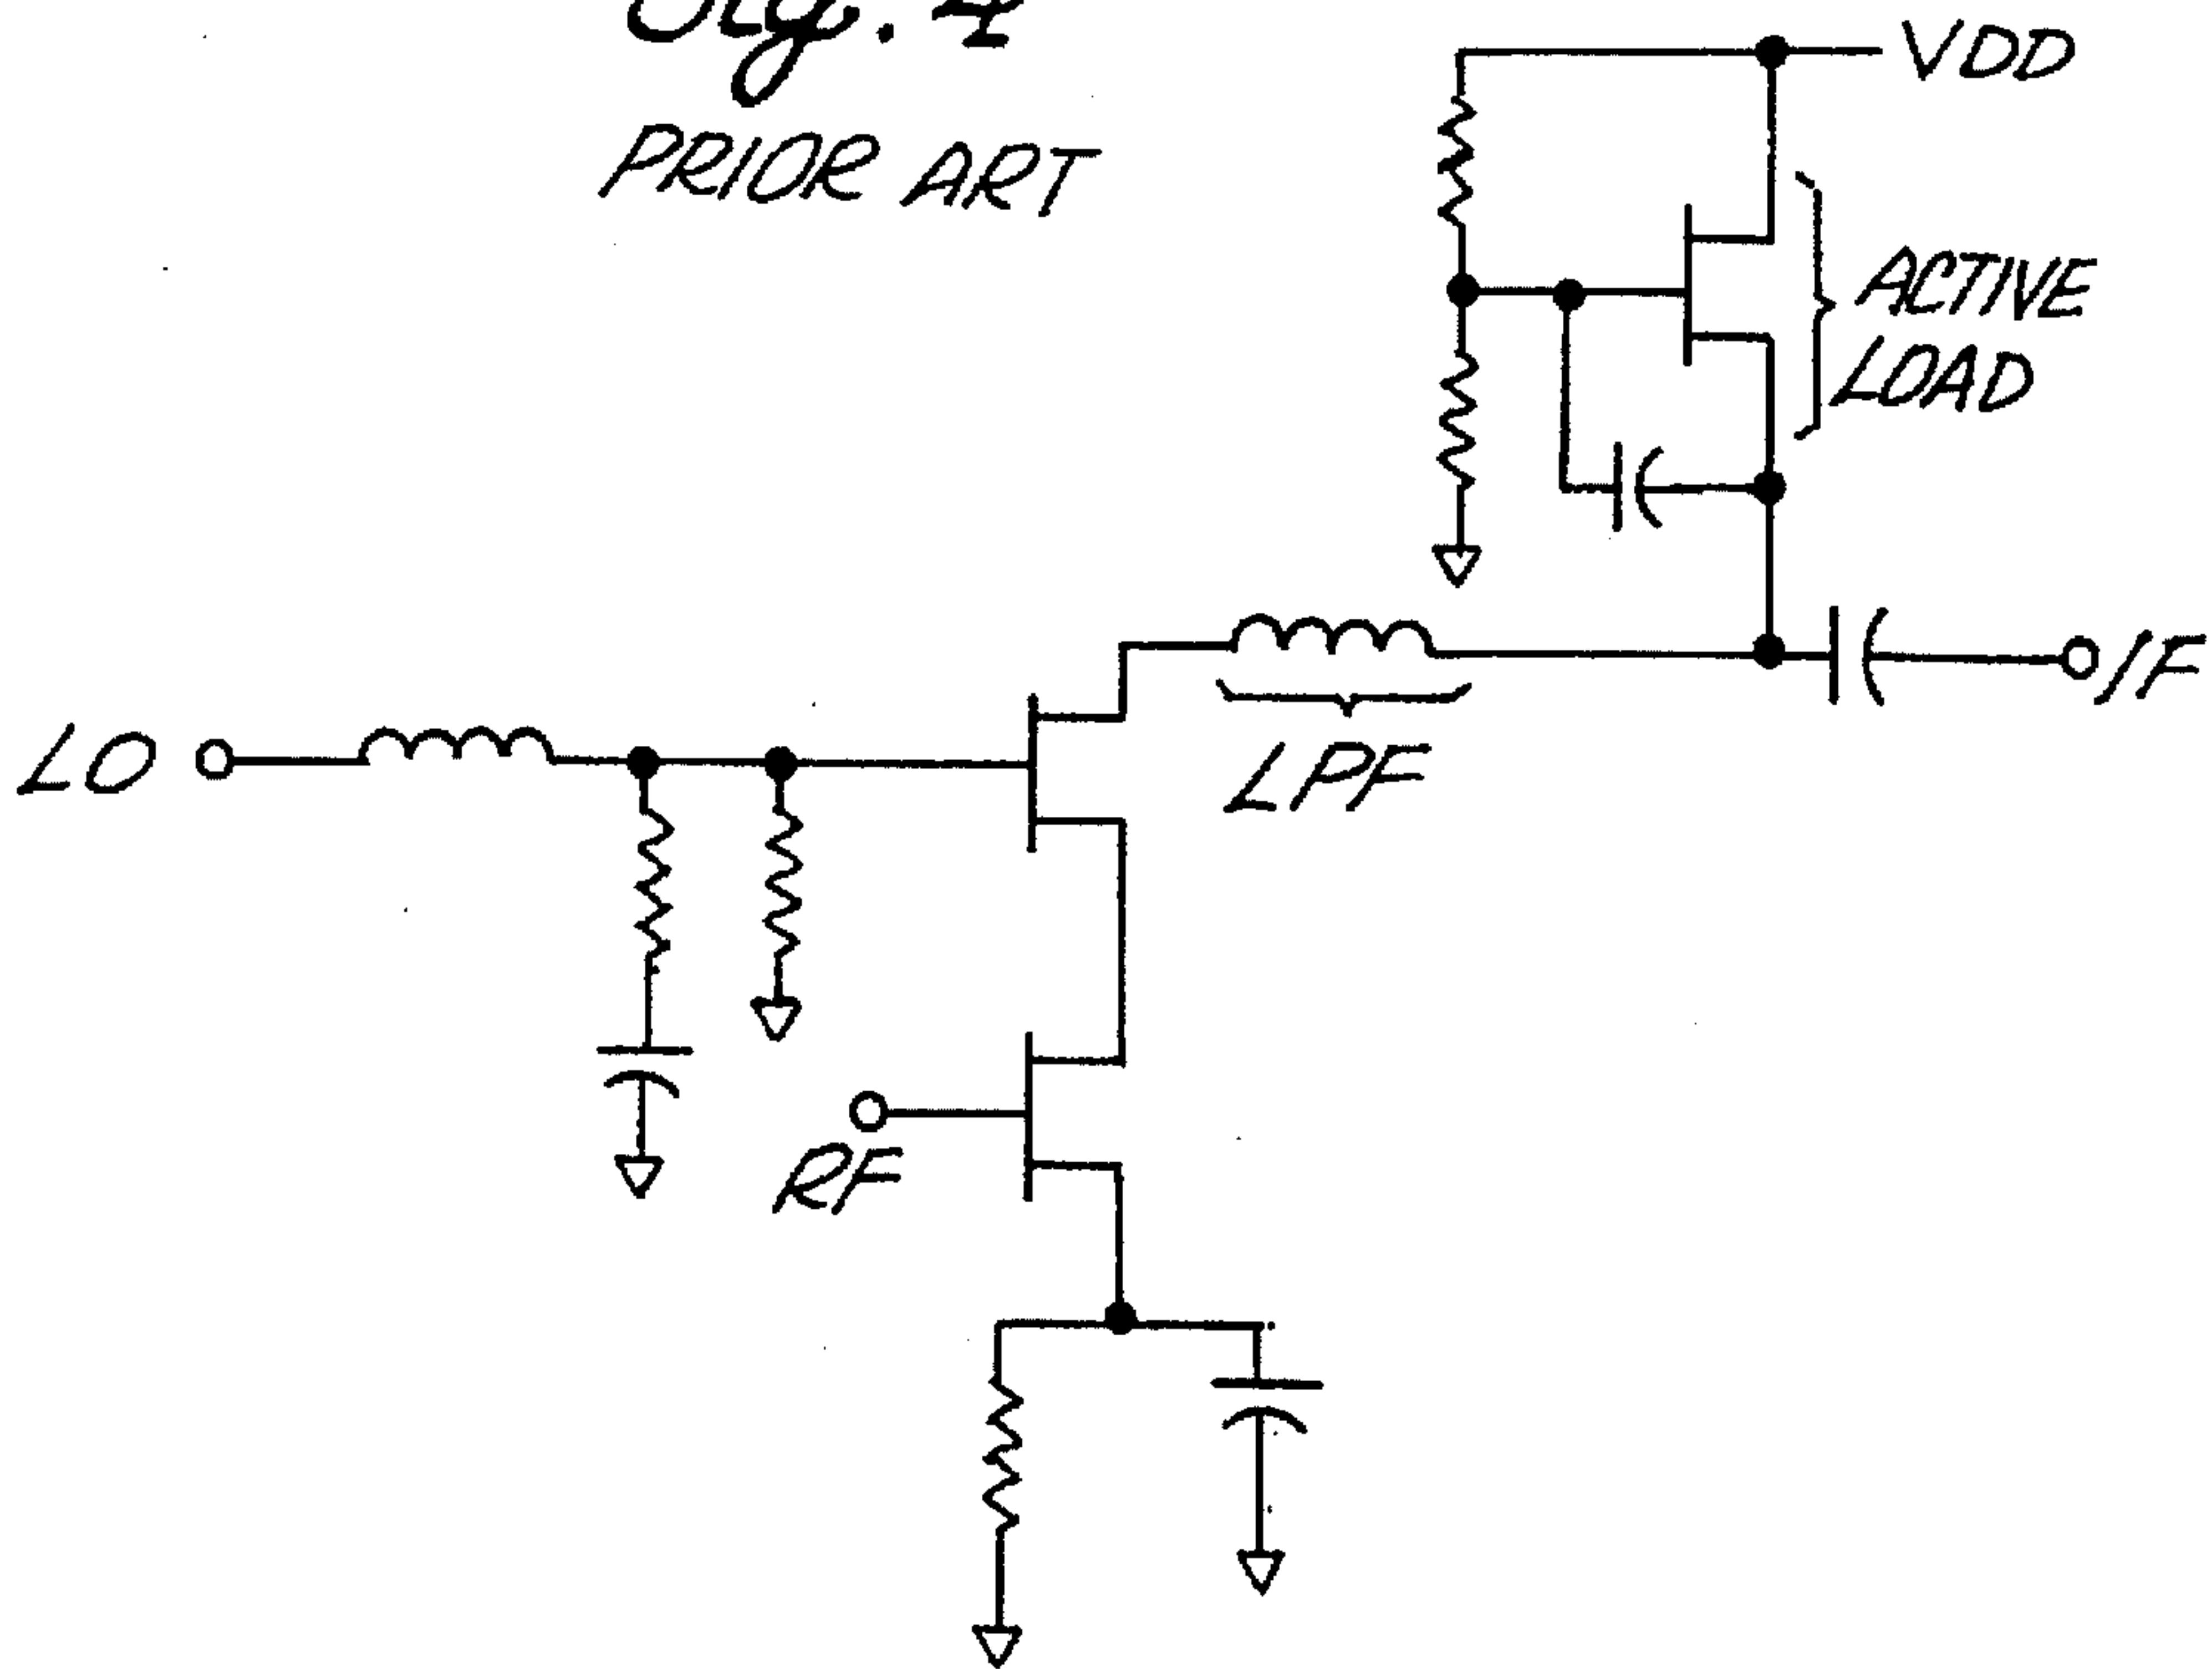 PRIOR ART
VDD
ACTIVE
LOAD
IF
LO
LPF
RF